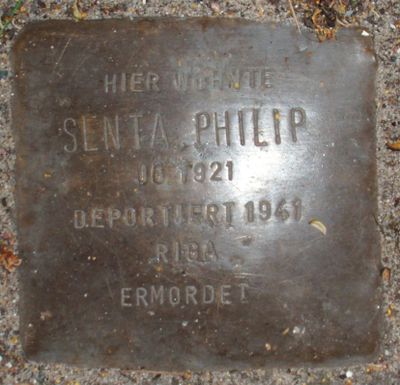 HIER WOHNTE
SENTA PHILIP
JG. 1921
DEPORTIERT 1941
RIGA
ERMORDET